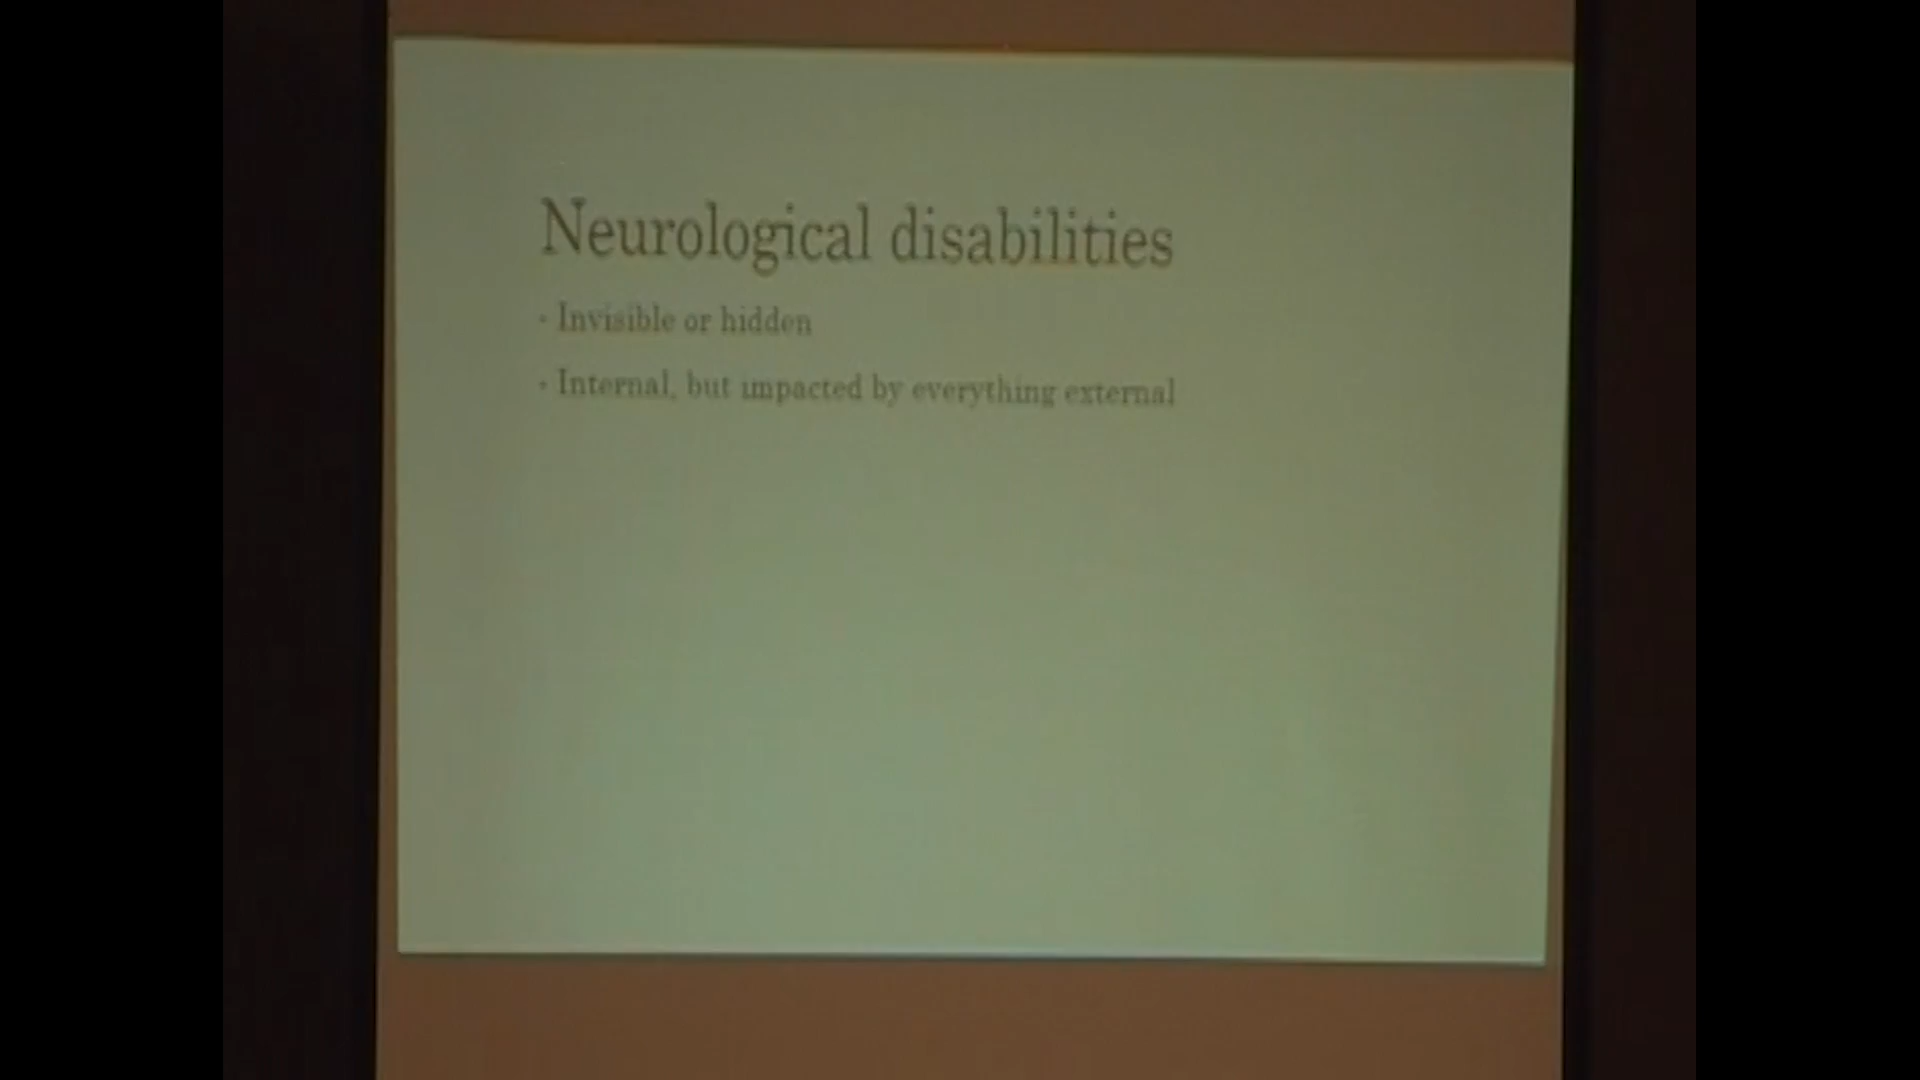 Neurological disabilities
• Invisible or hidden
• Internal, but impacted by everything external